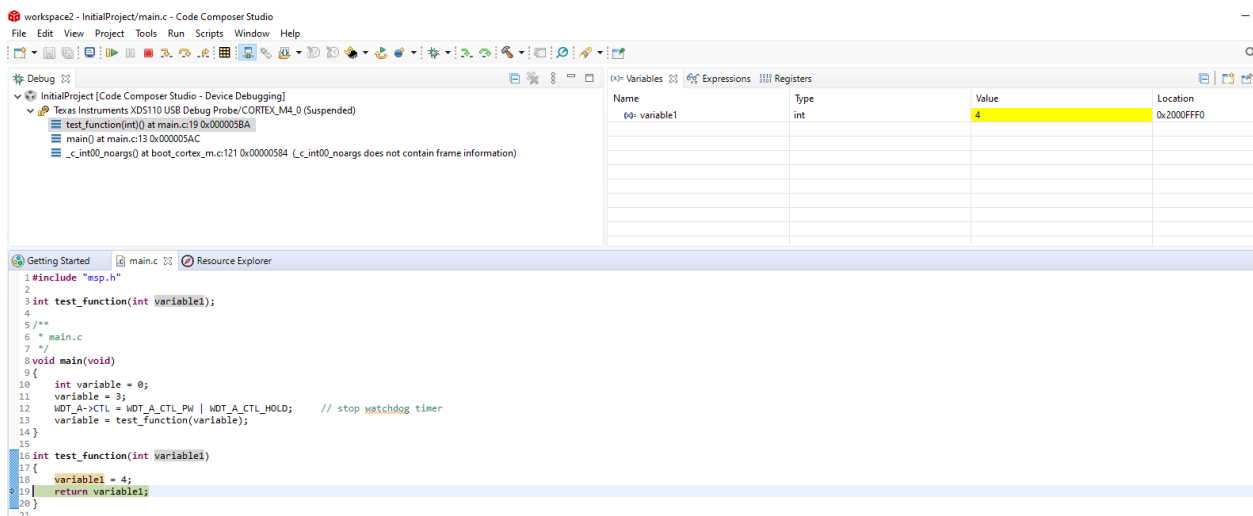 workspace2 - InitialProject/main.c - Code Composer Studio
File Edit View Project Tools Run Scripts Window Help
Debug
InitialProject [Code Composer Studio - Device Debugging]
Texas Instruments XDS110 USB Debug Probe/CORTEX_M4_0 (Suspended)
test_function(int)() at main.c:19 0x000005BA
main() at main.c:13 0x000005AC
_c_int00_noargs() at boot_cortex_m.c:121 0x00000584 (_c_int00_noargs does not contain frame information)
(x)= Variables Expressions Registers
Name Type Value Location
(x)= variable1 int 4 0x2000FFF0
Getting Started main.c Resource Explorer
1 #include "msp.h"
2
3 int test_function(int variable1);
4
5 /**
6 * main.c
7 */
8 void main(void)
9 {
10 int variable = 0;
11 variable = 3;
12 WDT_A->CTL = WDT_A_CTL_PW | WDT_A_CTL_HOLD; // stop watchdog timer
13 variable = test_function(variable);
14 }
15
16 int test_function(int variable1)
17 {
18 variable1 = 4;
19 return variable1;
20 }
21